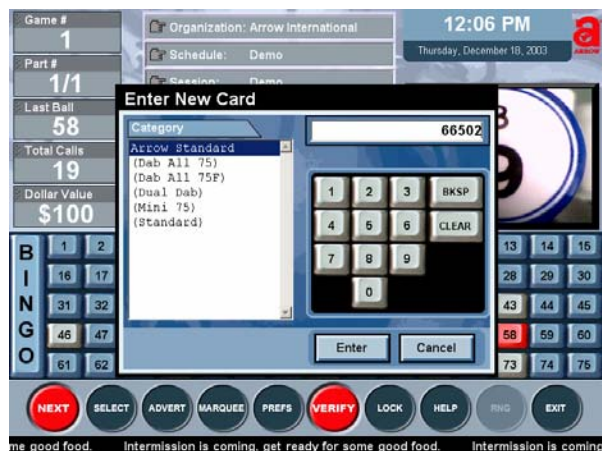 Game #
1
Part #
1/1
Last Ball
58
Total Calls
19
Dollar Value
$100
Organization: Arrow International
Schedule: Demo
Session: Demo
12:06 PM
Thursday, December 18, 2003
a
ARROW
Enter New Card
Category
Arrow Standard
(Dab All 75)
(Dab All 75F)
(Dual Dab)
(Mini 75)
(Standard)
66502
1 2 3 BKSP
4 5 6 CLEAR
7 8 9
0
Enter Cancel
B 1 2 13 14 15
I 16 17 28 29 30
N 31 32 43 44 45
G 46 47 58 59 60
O 61 62 73 74 75
NEXT SELECT ADVERT MARQUEE PREFS VERIFY LOCK HELP RNG EXIT
me good food. Intermission is coming, get ready for some good food. Intermission is coming